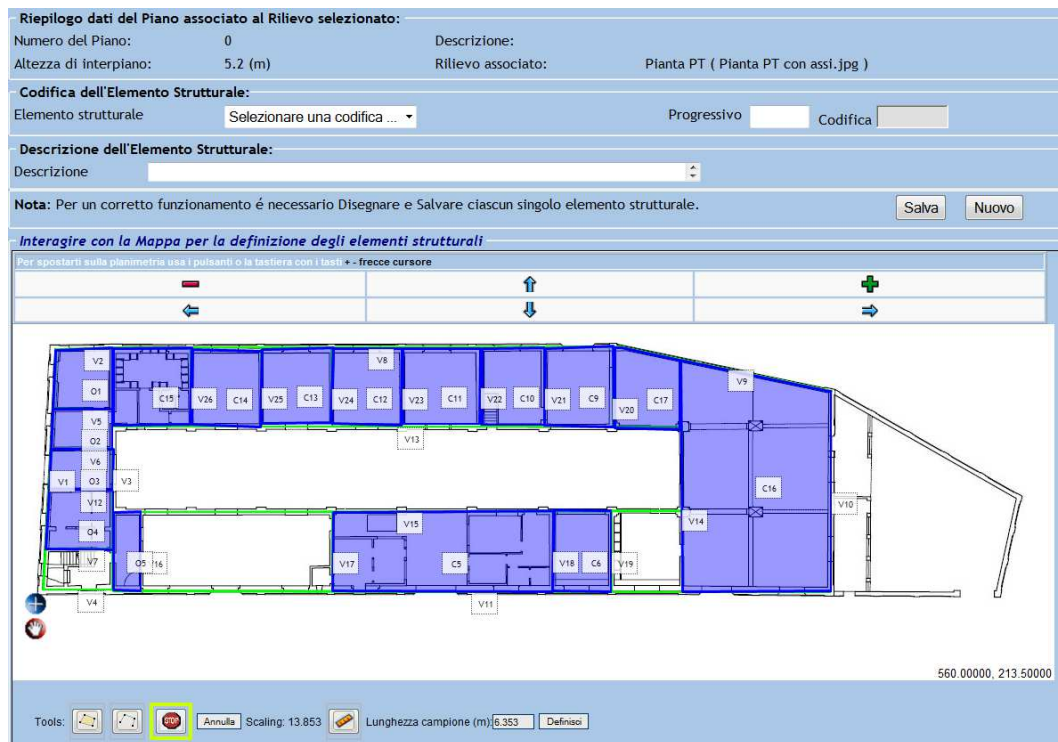 Riepilogo dati del Piano associato al Rilievo selezionato:
Numero del Piano: 0 Descrizione:
Altezza di interpiano: 5.2 (m) Rilievo associato: Pianta PT ( Pianta PT con assi.jpg )
Codifica dell'Elemento Strutturale:
Elemento strutturale Selezionare una codifica ... Progressivo Codifica
Descrizione dell'Elemento Strutturale:
Descrizione
Nota: Per un corretto funzionamento é necessario Disegnare e Salvare ciascun singolo elemento strutturale. Salva Nuovo
Interagire con la Mappa per la definizione degli elementi strutturali
Per spostarti sulla planimetria usa i pulsanti o la tastiera con i tasti + - frecce cursore
V2 V8
V9
O1 C15 V26 C14 V25 C13 V24 C12 V23 C11 V22 C10 V21 C9 V20 C17
V5
O2 V13
V6
V1 O3 V3 C16
V12 V10
O4 V15 V14
V7 O5 16 V17 C5 V18 C6 V19
V4 V11
560.00000, 213.50000
Tools: STOP Annulla Scaling: 13.853 Lunghezza campione (m): 6.353 Definisci